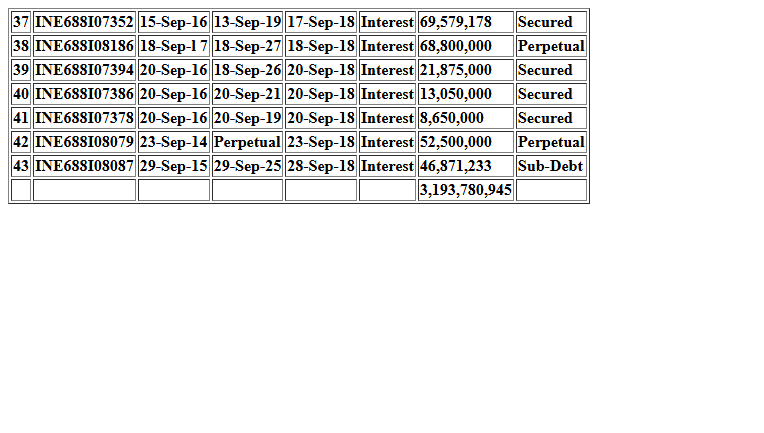 37 INE688I07352 15-Sep-16 13-Sep-19 17-Sep-18 Interest 69,579,178 Secured
38 INE688I08186 18-Sep-l 7 18-Sep-27 18-Sep-18 Interest 68,800,000 Perpetual
39 INE688I07394 20-Sep-16 18-Sep-26 20-Sep-18 Interest 21,875,000 Secured
40 INE688I07386 20-Sep-16 20-Sep-21 20-Sep-18 Interest 13,050,000 Secured
41 INE688I07378 20-Sep-16 20-Sep-19 20-Sep-18 Interest 8,650,000 Secured
42 INE688I08079 23-Sep-14 Perpetual 23-Sep-18 Interest 52,500,000 Perpetual
43 INE688I08087 29-Sep-15 29-Sep-25 28-Sep-18 Interest 46,871,233 Sub-Debt
3,193,780,945